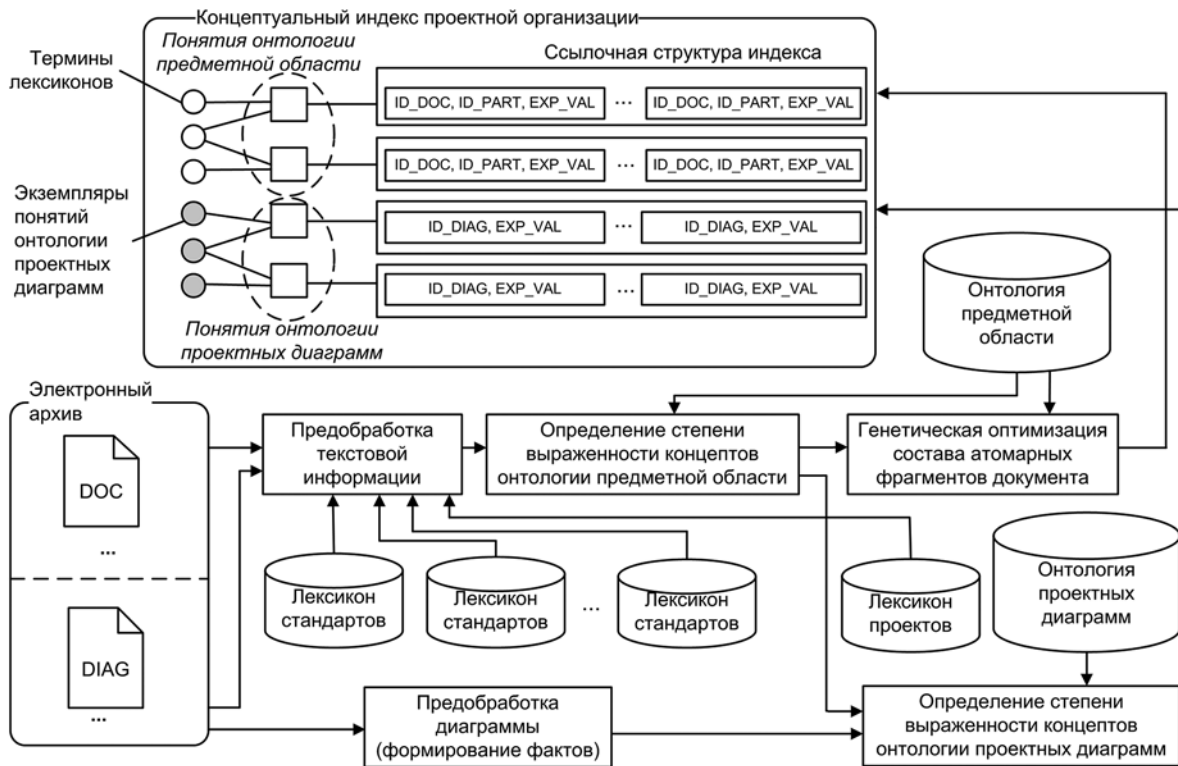 Концептуальный индекс проектной организации
Понятия онтологии
предметной области
Термины
лексиконов
Ссылочная структура индекса
ID_DOC, ID_PART, EXP_VAL
...
ID_DOC, ID_PART, EXP_VAL
ID_DOC, ID_PART, EXP_VAL
...
ID_DOC, ID_PART, EXP_VAL
Экземпляры
понятий
онтологии
проектных
диаграмм
ID_DIAG, EXP_VAL
...
ID_DIAG, EXP_VAL
ID_DIAG, EXP_VAL
...
ID_DIAG, EXP_VAL
Понятия онтологии
проектных диаграмм
Онтология
предметной
области
Электронный
архив
DOC
...
DIAG
...
Предобработка
текстовой
информации
Определение степени
выраженности концептов
онтологии предметной области
Генетическая оптимизация
состава атомарных
фрагментов документа
Лексикон
стандартов
Лексикон
стандартов
...
Лексикон
стандартов
Лексикон
проектов
Онтология
проектных
диаграмм
Предобработка
диаграммы
(формирование фактов)
Определение степени
выраженности концептов
онтологии проектных диаграмм